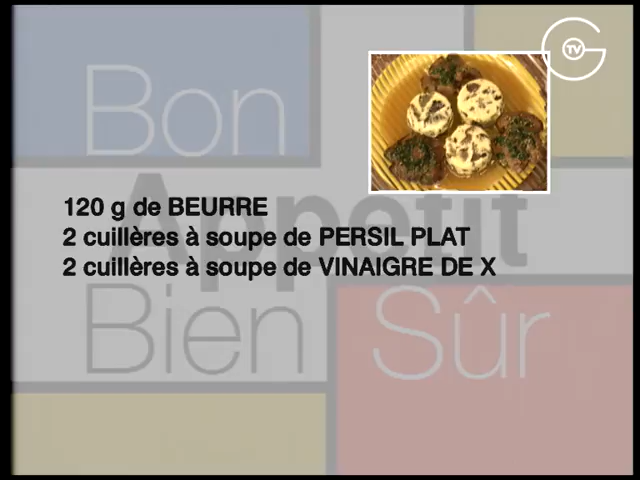 TV
Bon
Appétit
Bien Sûr
120 g de BEURRE
2 cuillères à soupe de PERSIL PLAT
2 cuillères à soupe de VINAIGRE DE X